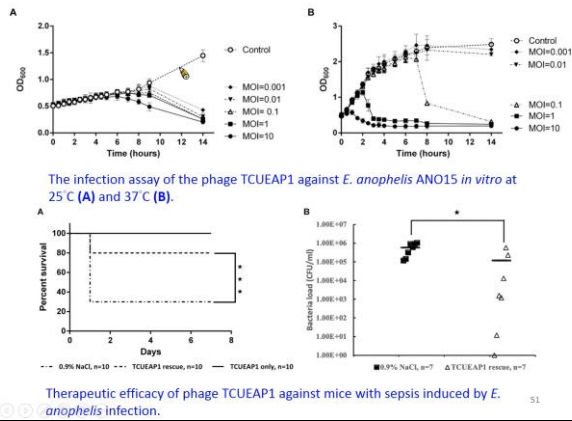 A
B
2.0
1.5
1.0
0.5
0.0
OD600
0 2 4 6 8 10 12 14
Time (hours)
Control
MOI=0.001
MOI=0.01
MOI= 0.1
MOI=1
MOI=10
3
2
1
0
OD600
0 2 4 6 8 10 12 14
Time (hours)
Control
MOI=0.001
MOI=0.01
MOI=0.1
MOI=1
MOI=10
The infection assay of the phage TCUEAP1 against E. anophelis ANO15 in vitro at
25°C (A) and 37°C (B).
A
B
100
80
60
40
20
0
Percent survival
* * *
0 2 4 6 8
Days
0.9% NaCl, n=10 TCUEAP1 rescue, n=10 TCUEAP1 only, n=10
*
1.00E+07
1.00E+06
1.00E+05
1.00E+04
1.00E+03
1.00E+02
1.00E+01
1.00E+00
Bacteria load (CFU/ml)
0.9% NaCl, n=7 TCUEAP1 rescue, n=7
Therapeutic efficacy of phage TCUEAP1 against mice with sepsis induced by E.
anophelis infection.
51